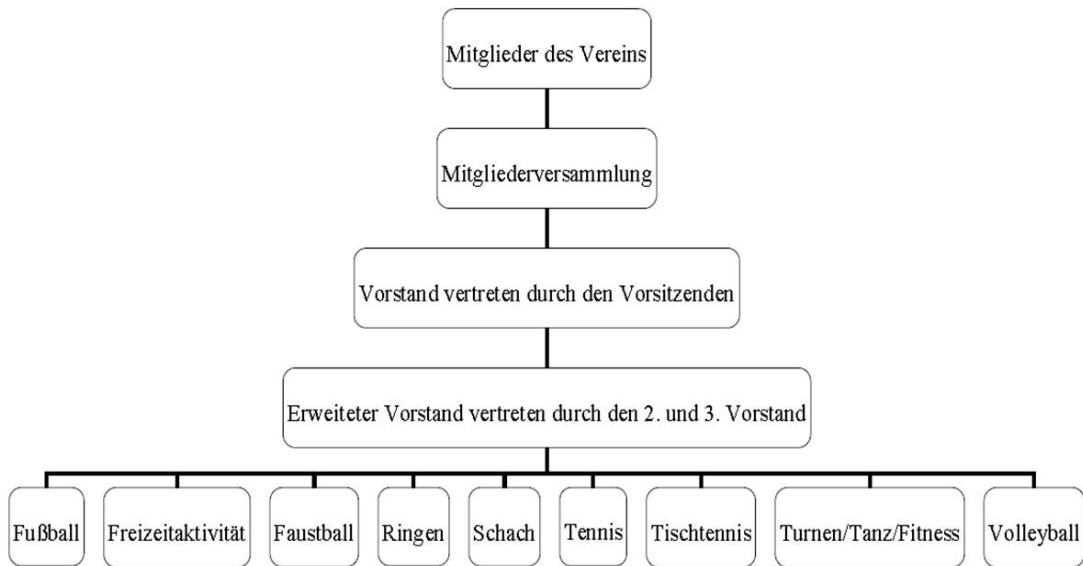 Mitglieder des Vereins
Mitgliederversammlung
Vorstand vertreten durch den Vorsitzenden
Erweiteter Vorstand vertreten durch den 2. und 3. Vorstand
Fußball
Freizeitaktivität
Faustball
Ringen
Schach
Tennis
Tischtennis
Turnen/Tanz/Fitness
Volleyball